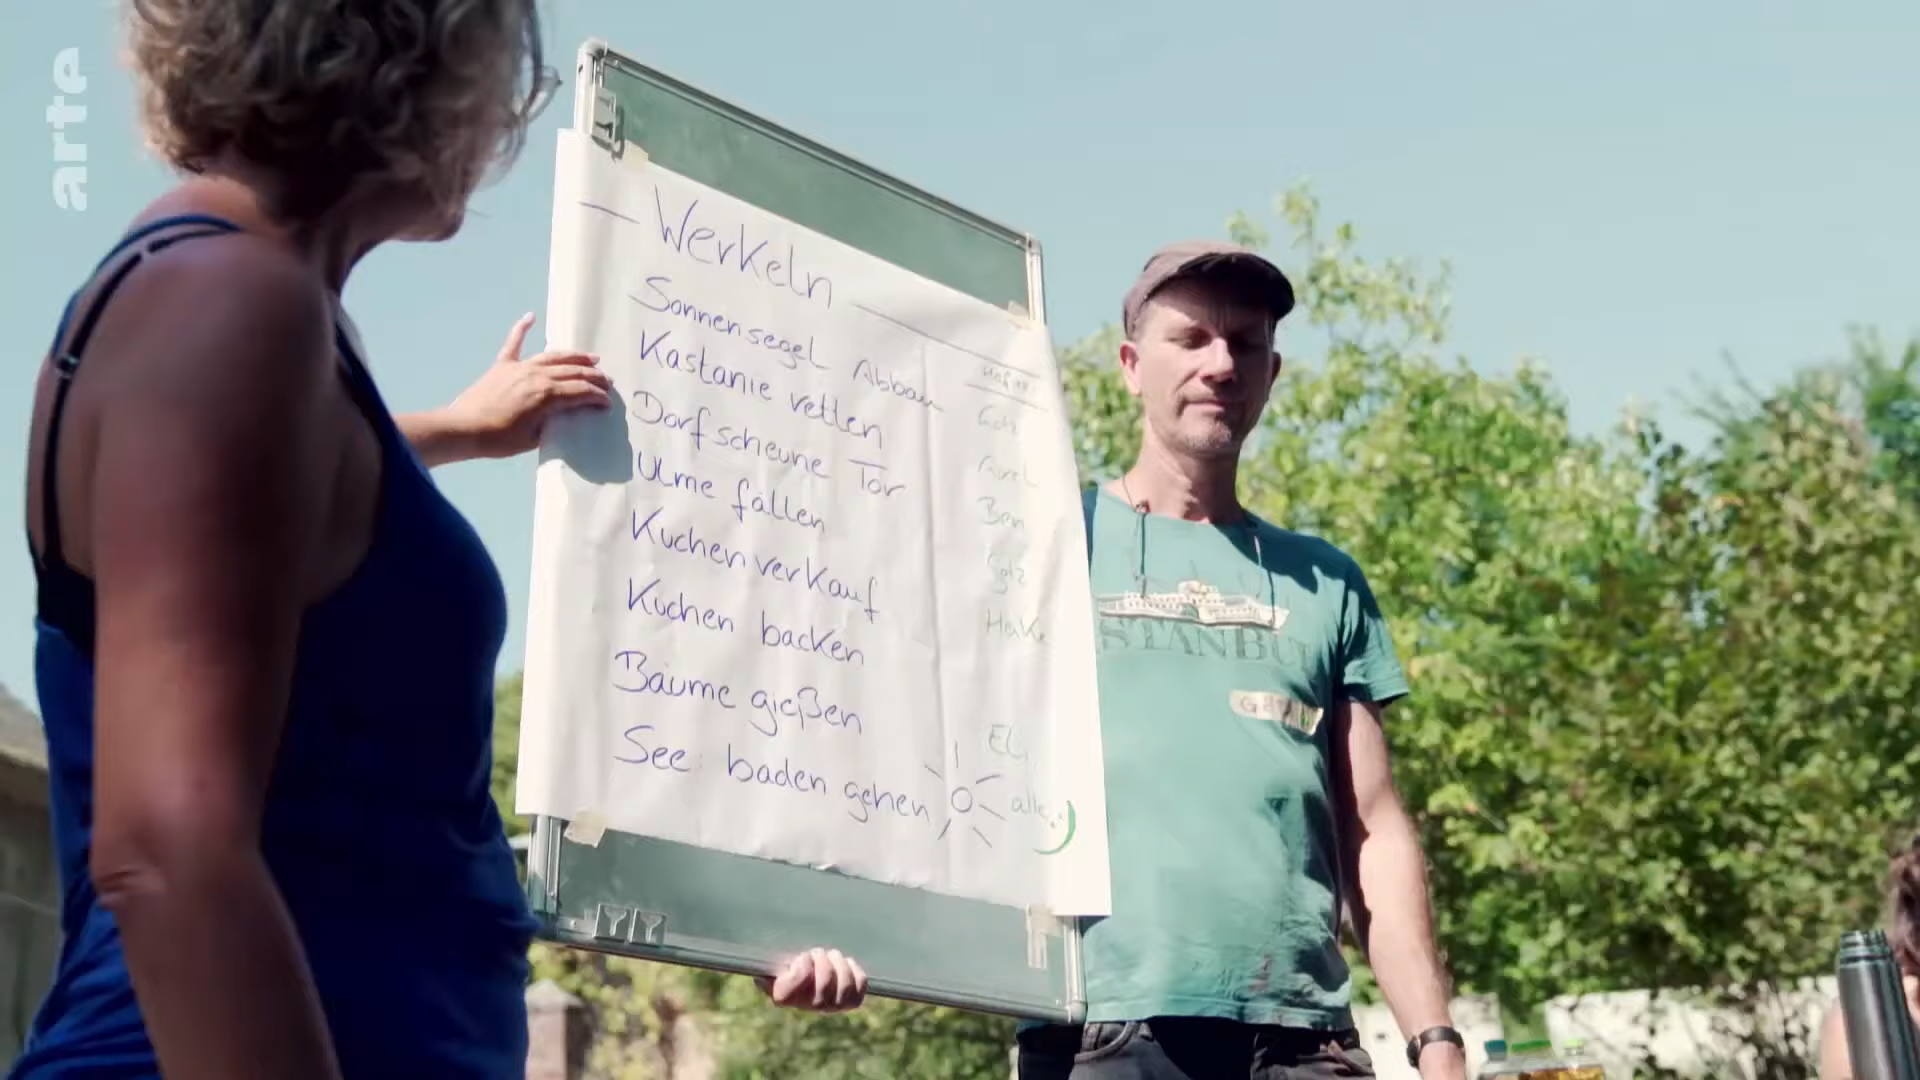 arte
Werkeln
Sonnensegel Abbau
Kastanie retten
Dorfscheune Tor
Ulme fällen Ben
Kuchenverkauf Götz
Kuchen backen Heike
Bäume gießen
See: baden gehen alle
STANBU